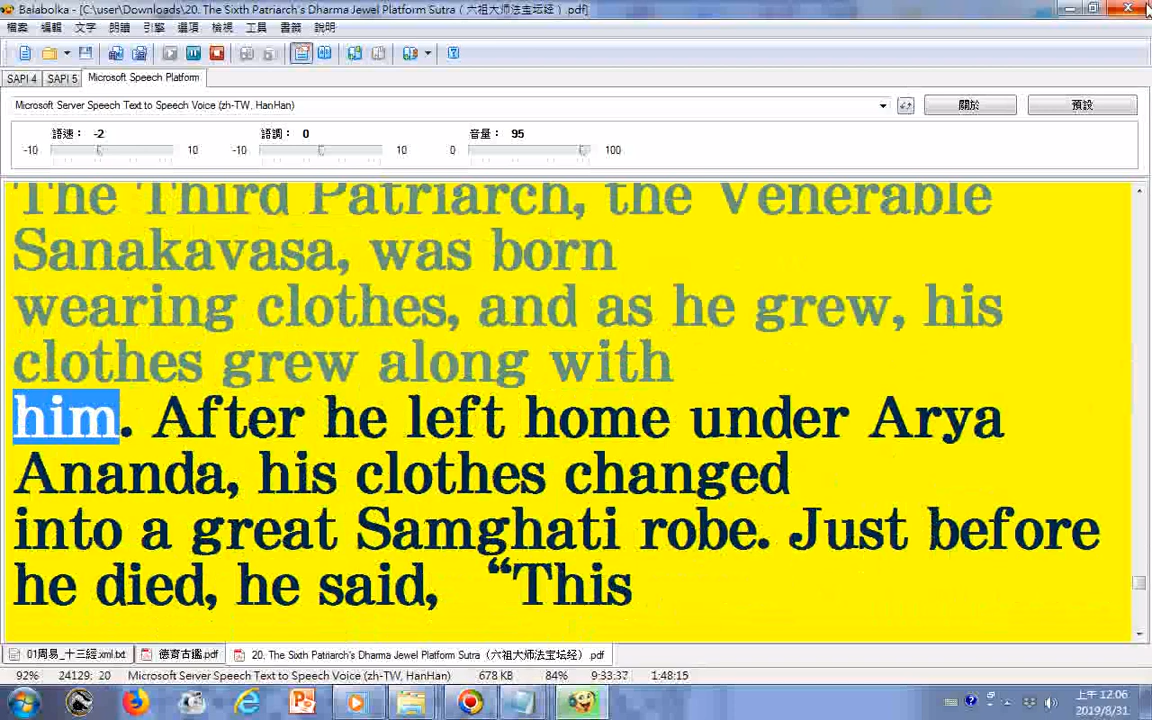 Balabolka - [C:\user\Downloads\20. The Sixth Patriarch's Dharma Jewel Platform Sutra（六祖大师法宝坛经）pdf]
檔案 編輯 文字 朗讀 引擎 選項 檢視 工具 書籤 說明
SAPI 4 SAPI 5 Microsoft Speech Platform
Microsoft Server Speech Text to Speech Voice (zh-TW, HanHan) 關於 預設
語速： -2 語調： 0 音量： 95
-10 10 -10 10 0 100
The Third Patriarch, the Venerable
Sanakavasa, was born
wearing clothes, and as he grew, his
clothes grew along with
him. After he left home under Arya
Ananda, his clothes changed
into a great Samghati robe. Just before
he died, he said, “This
01周易_十三經.xml.txt 德育古鑑.pdf 20. The Sixth Patriarch's Dharma Jewel Platform Sutra（六祖大师法宝坛经）.pdf
92% 24129: 20 Microsoft Server Speech Text to Speech Voice (zh-TW, HanHan) 678 KB 84% 9:33:37 1:48:15
上午 12:06
2019/8/31